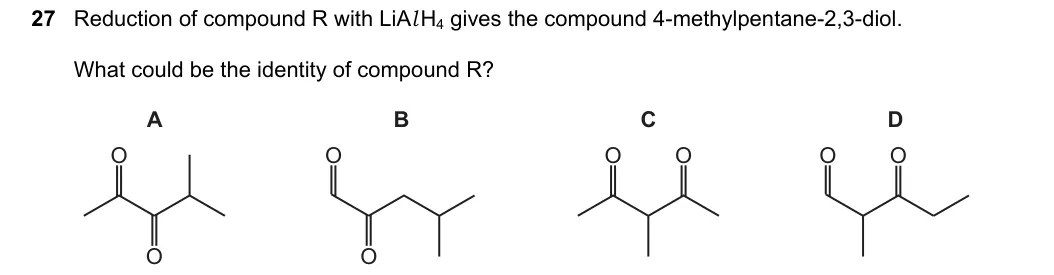 27 Reduction of compound R with LiAlH4 gives the compound 4-methylpentane-2,3-diol.
What could be the identity of compound R?
A B C D
O O O O O O
O O